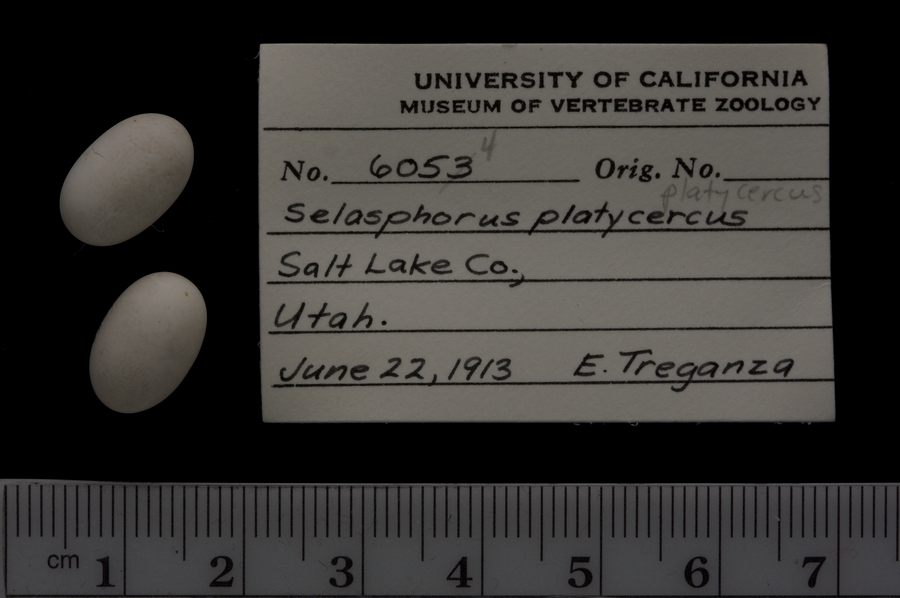 UNIVERSITY OF CALIFORNIA
MUSEUM OF VERTEBRATE ZOOLOGY
No. 6053 4 Orig. No.
platycercus
Selasphorus platycercus
Salt Lake Co.,
Utah.
June 22, 1913 E. Treganza
cm 1 2 3 4 5 6 7